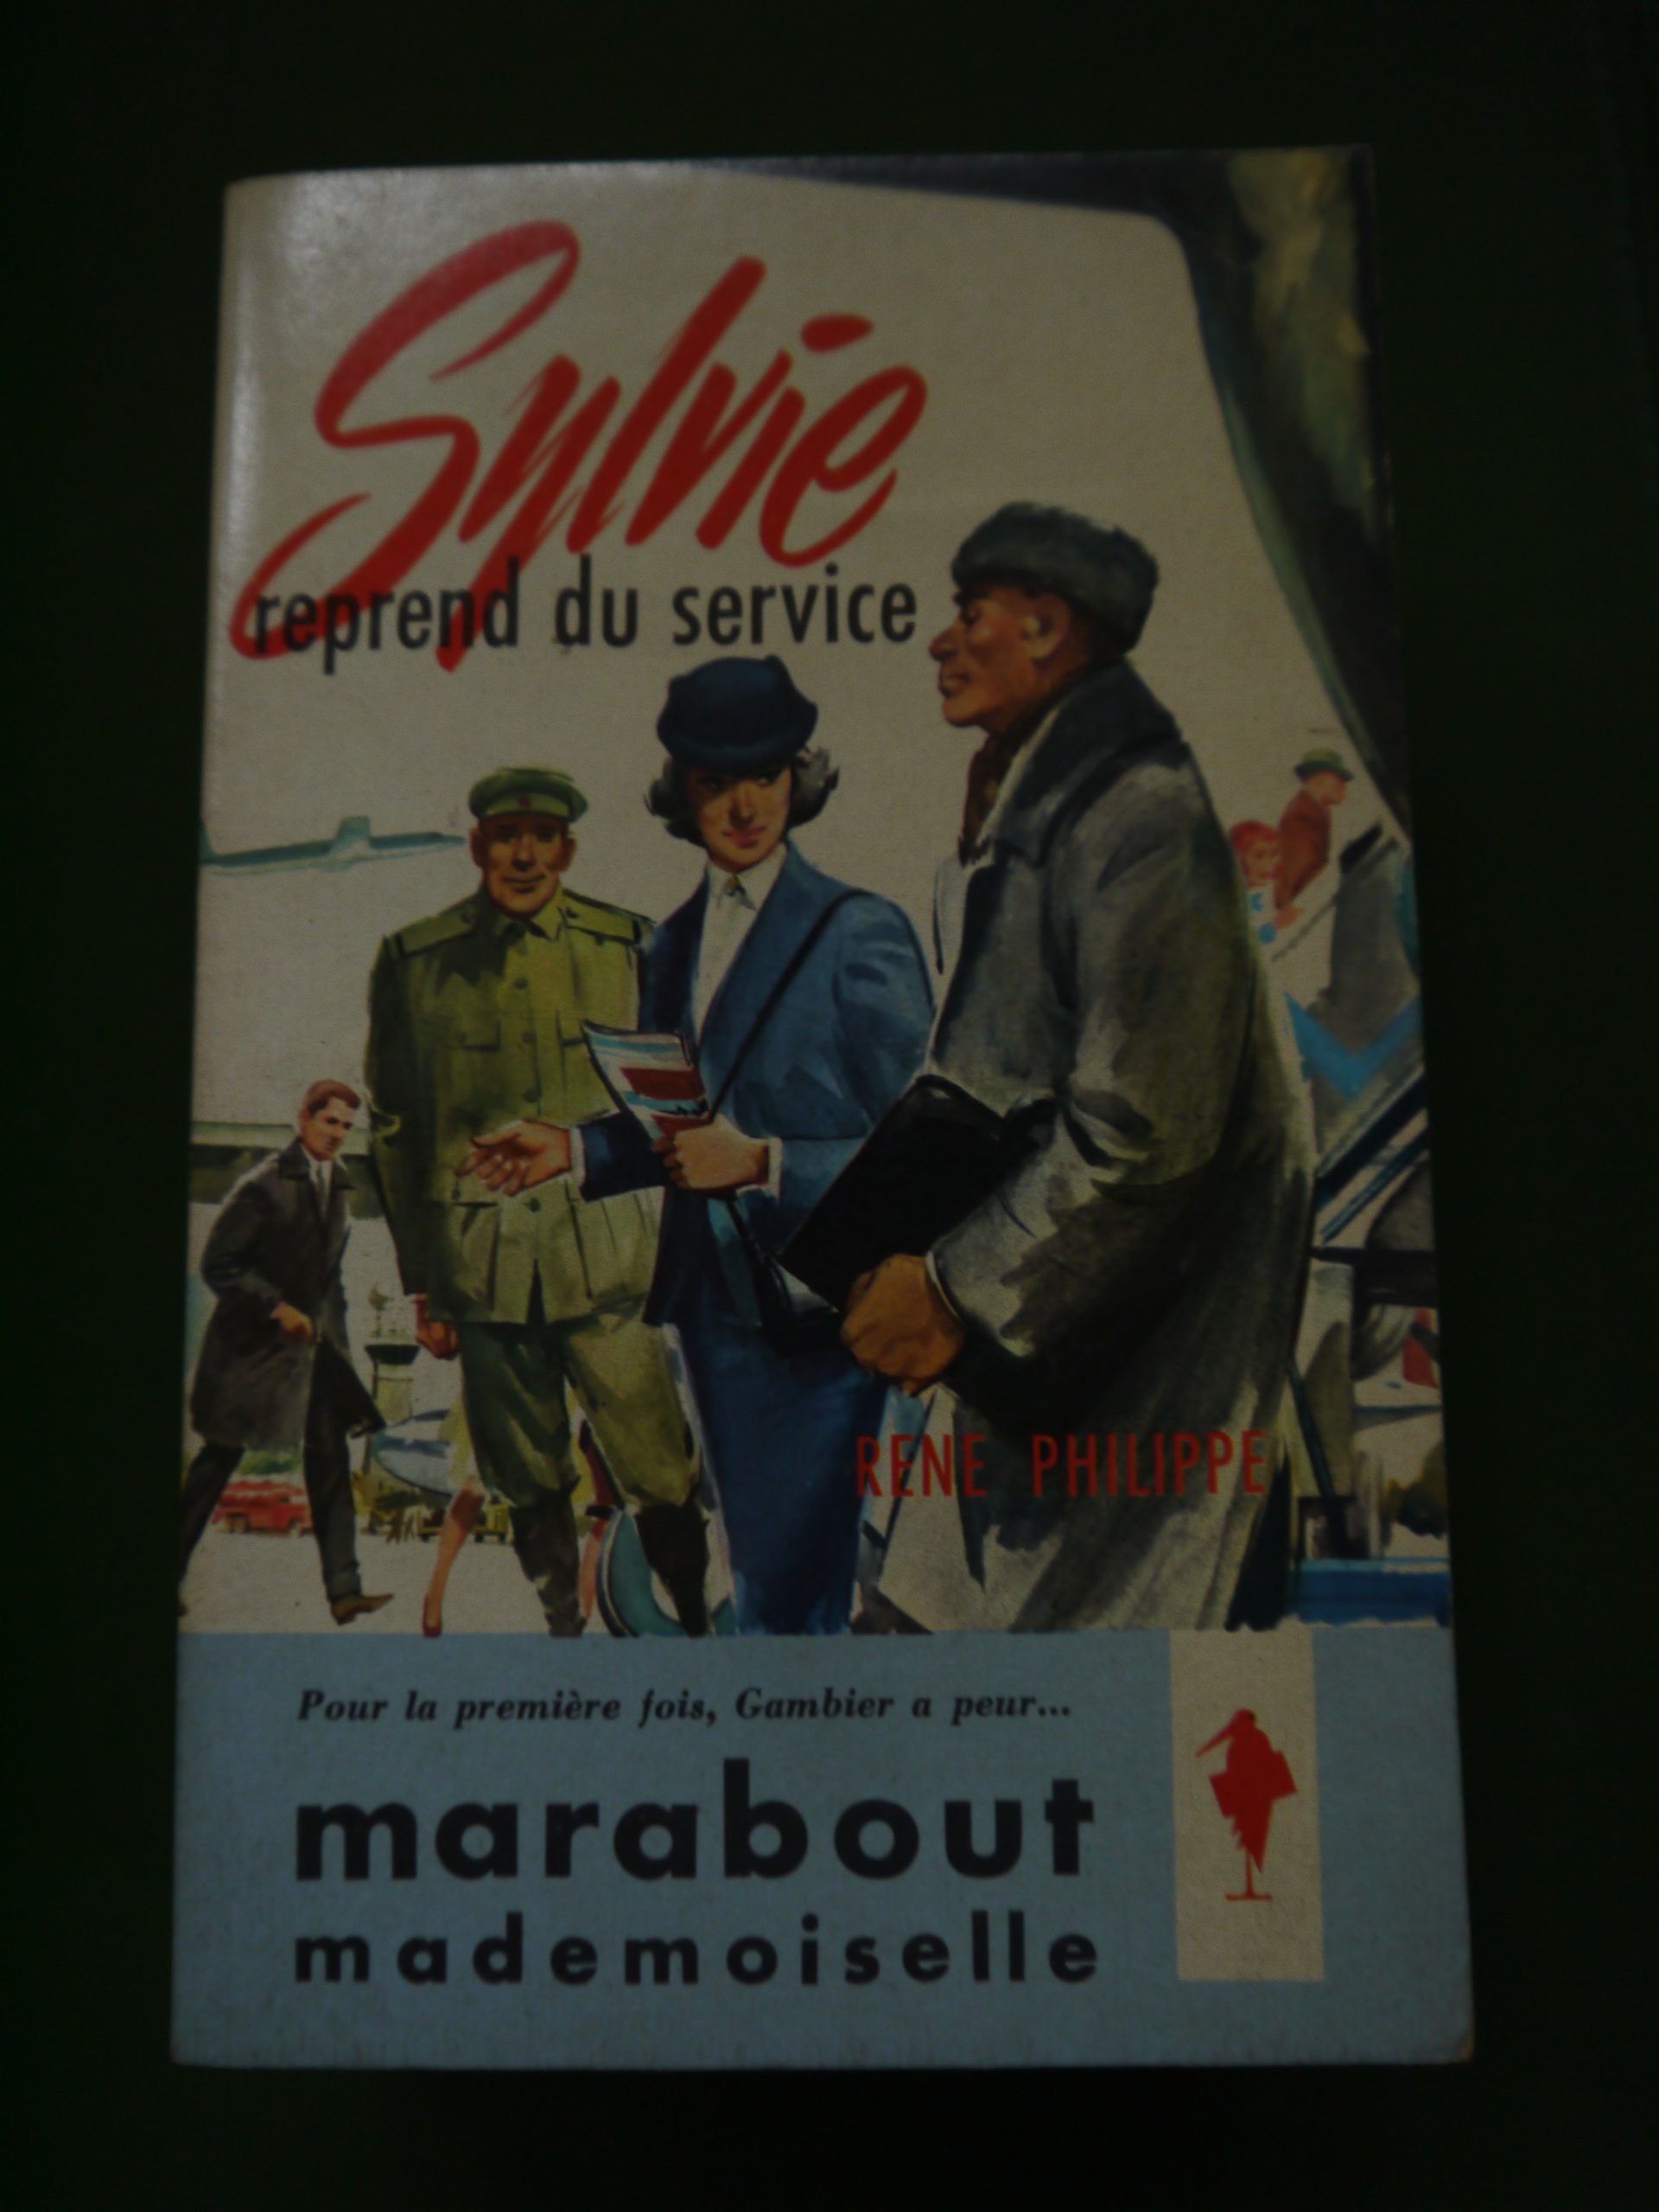 Sylvie
reprend du service
RENE PHILIPPE
Pour la première fois, Gambier a peur...
marabout
mademoiselle